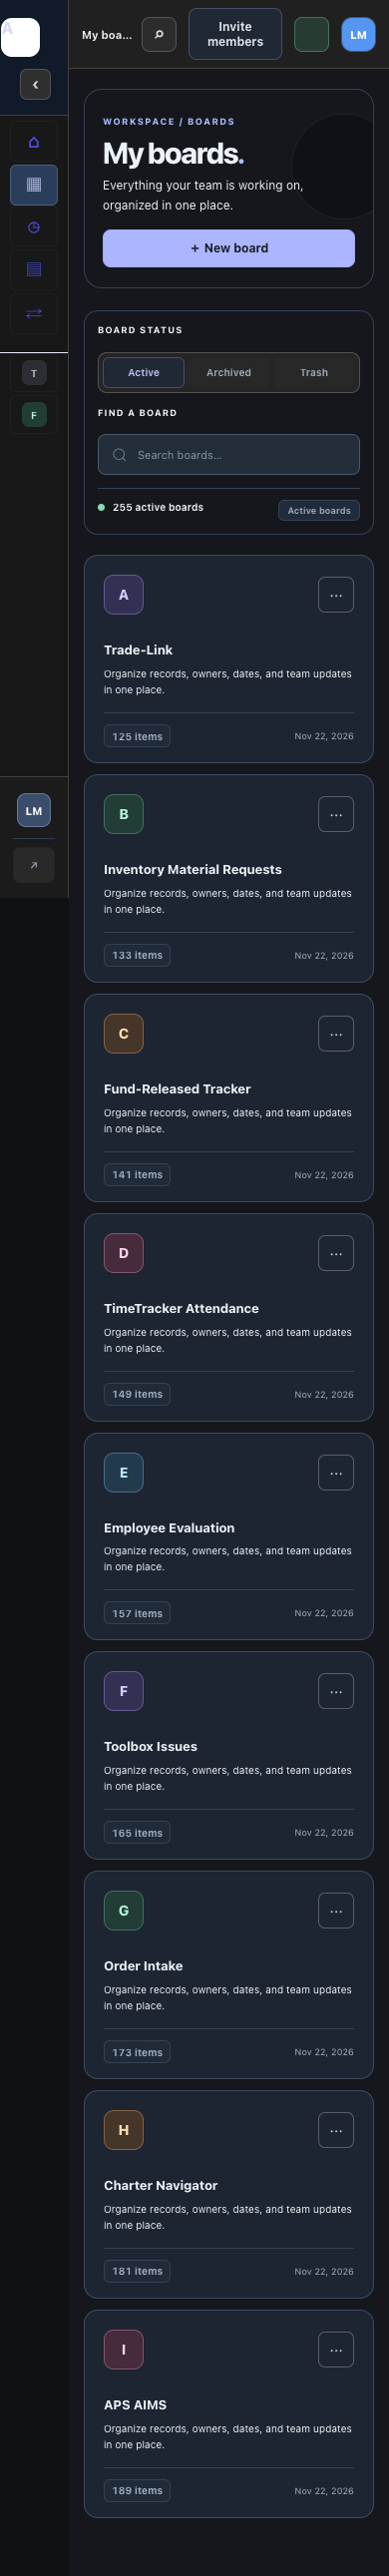 A
My boa...
Invite
members
LM
T
F
LM
WORKSPACE / BOARDS
My boards.
Everything your team is working on,
organized in one place.
+ New board
BOARD STATUS
Active
Archived
Trash
FIND A BOARD
Search boards...
255 active boards
Active boards
A
Trade-Link
Organize records, owners, dates, and team updates
in one place.
125 items
Nov 22, 2026
B
Inventory Material Requests
Organize records, owners, dates, and team updates
in one place.
133 items
Nov 22, 2026
C
Fund-Released Tracker
Organize records, owners, dates, and team updates
in one place.
141 items
Nov 22, 2026
D
TimeTracker Attendance
Organize records, owners, dates, and team updates
in one place.
149 items
Nov 22, 2026
E
Employee Evaluation
Organize records, owners, dates, and team updates
in one place.
157 items
Nov 22, 2026
F
Toolbox Issues
Organize records, owners, dates, and team updates
in one place.
165 items
Nov 22, 2026
G
Order Intake
Organize records, owners, dates, and team updates
in one place.
173 items
Nov 22, 2026
H
Charter Navigator
Organize records, owners, dates, and team updates
in one place.
181 items
Nov 22, 2026
I
APS AIMS
Organize records, owners, dates, and team updates
in one place.
189 items
Nov 22, 2026